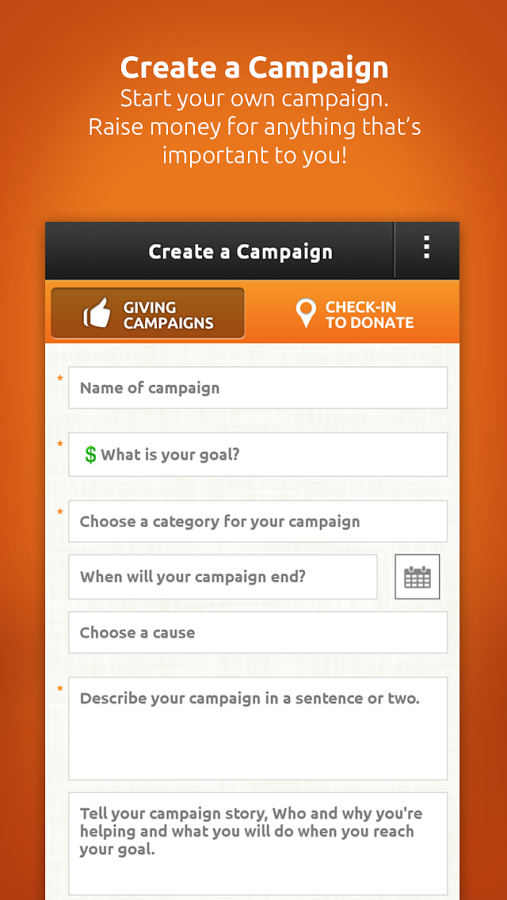 Create a Campaign
Start your own campaign.
Raise money for anything that's
important to you!
Create a Campaign
GIVING
CAMPAIGNS
CHECK-IN
TO DONATE
* Name of campaign
* $ What is your goal?
* Choose a category for your campaign
When will your campaign end?
Choose a cause
* Describe your campaign in a sentence or two.
Tell your campaign story, Who and why you're
helping and what you will do when you reach
your goal.